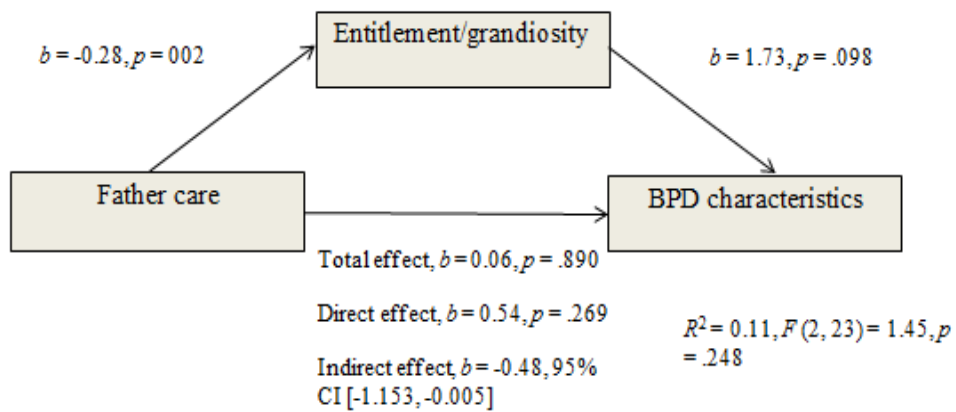 Entitlement/grandiosity
b = -0.28, p = 002
b = 1.73, p = .098
Father care
BPD characteristics
Total effect, b = 0.06, p = .890
Direct effect, b = 0.54, p = .269
Indirect effect, b = -0.48, 95%
CI [-1.153, -0.005]
R² = 0.11, F (2, 23) = 1.45, p
= .248